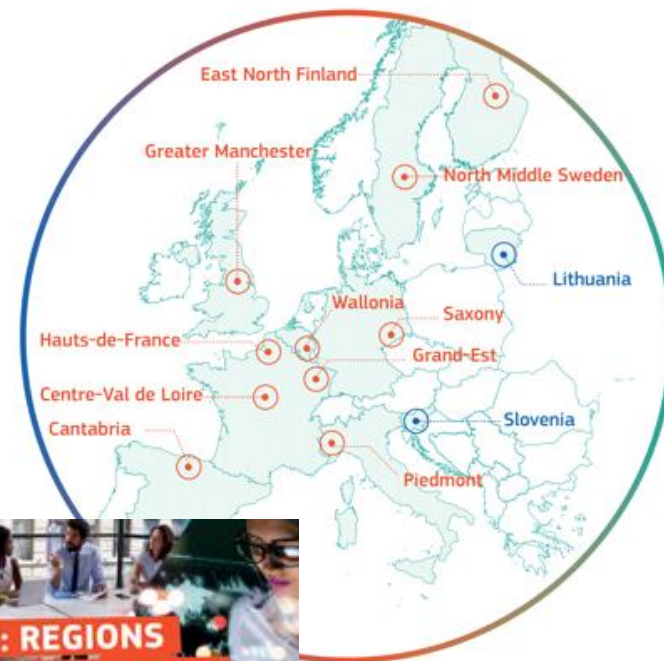 East North Finland
Greater Manchester
North Middle Sweden
Lithuania
Wallonia
Saxony
Hauts-de-France
Grand-Est
Centre-Val de Loire
Slovenia
Cantabria
Piedmont
: REGIONS